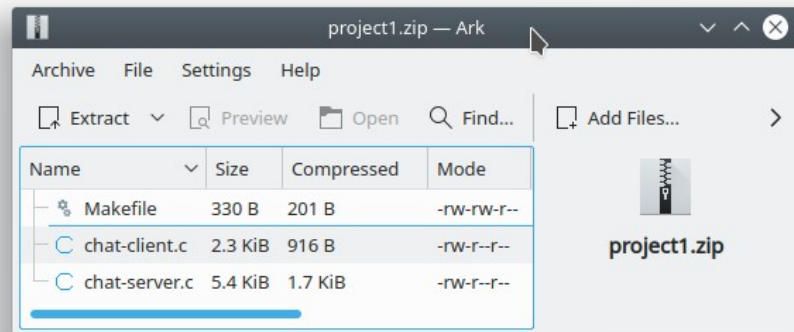 project1.zip — Ark
Archive File Settings Help
Extract Preview Open Find... Add Files...
Name Size Compressed Mode
Makefile 330 B 201 B -rw-rw-r--
chat-client.c 2.3 KiB 916 B -rw-r--r--
chat-server.c 5.4 KiB 1.7 KiB -rw-r--r--
project1.zip